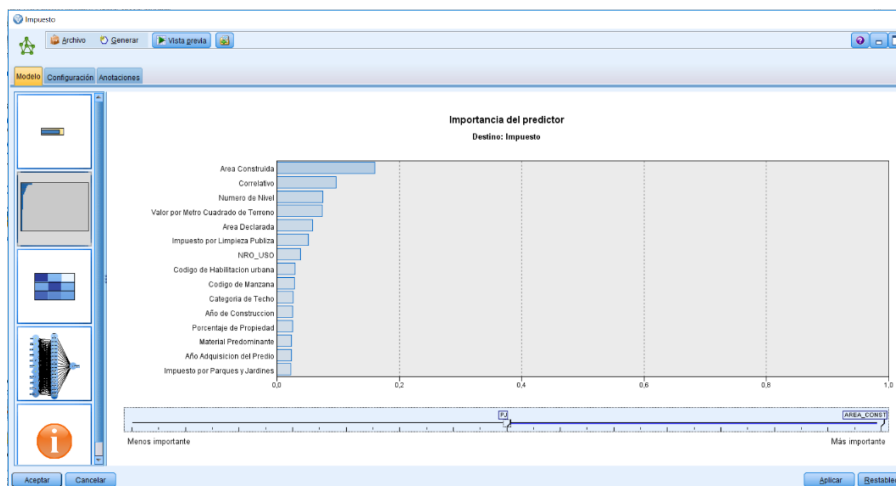 Impuesto
Archivo Generar Vista previa
Modelo Configuración Anotaciones
Importancia del predictor
Destino: Impuesto
Area Construida
Correlativo
Numero de Nivel
Valor por Metro Cuadrado de Terreno
Area Declarada
Impuesto por Limpieza Publiza
NRO_USO
Codigo de Habilitacion urbana
Codigo de Manzana
Categoria de Techo
Año de Construccion
Porcentaje de Propiedad
Material Predominante
Año Adquisicion del Predio
Impuesto por Parques y Jardines
0,0 0,2 0,4 0,6 0,8 1,0
PJ AREA_CONST
Menos importante Más importante
Aceptar Cancelar Aplicar Restable